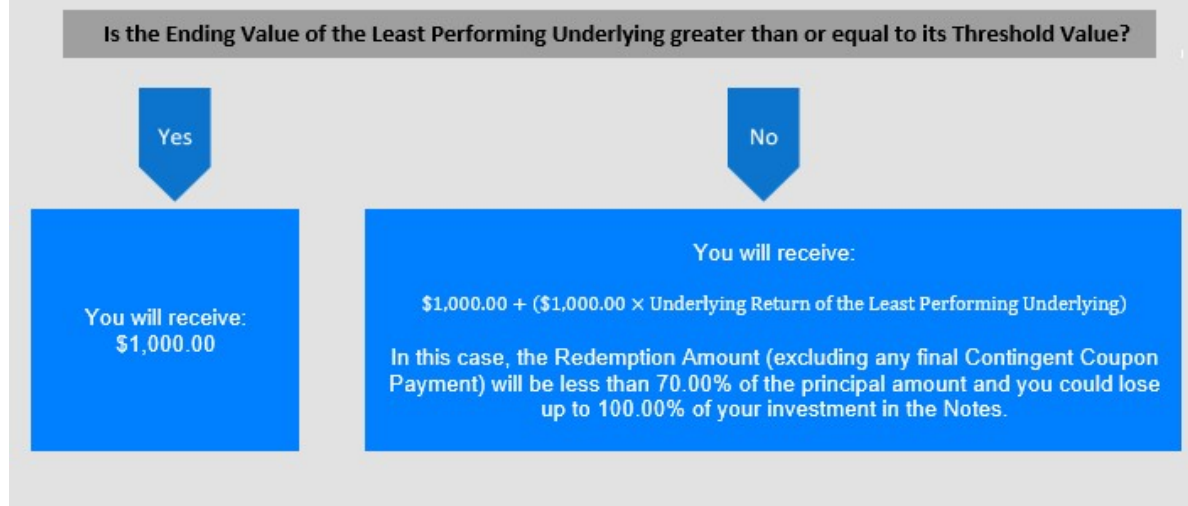 Is the Ending Value of the Least Performing Underlying greater than or equal to its Threshold Value?
Yes
No
You will receive:
$1,000.00
You will receive:
$1,000.00 + ($1,000.00 × Underlying Return of the Least Performing Underlying)
In this case, the Redemption Amount (excluding any final Contingent Coupon
Payment) will be less than 70.00% of the principal amount and you could lose
up to 100.00% of your investment in the Notes.